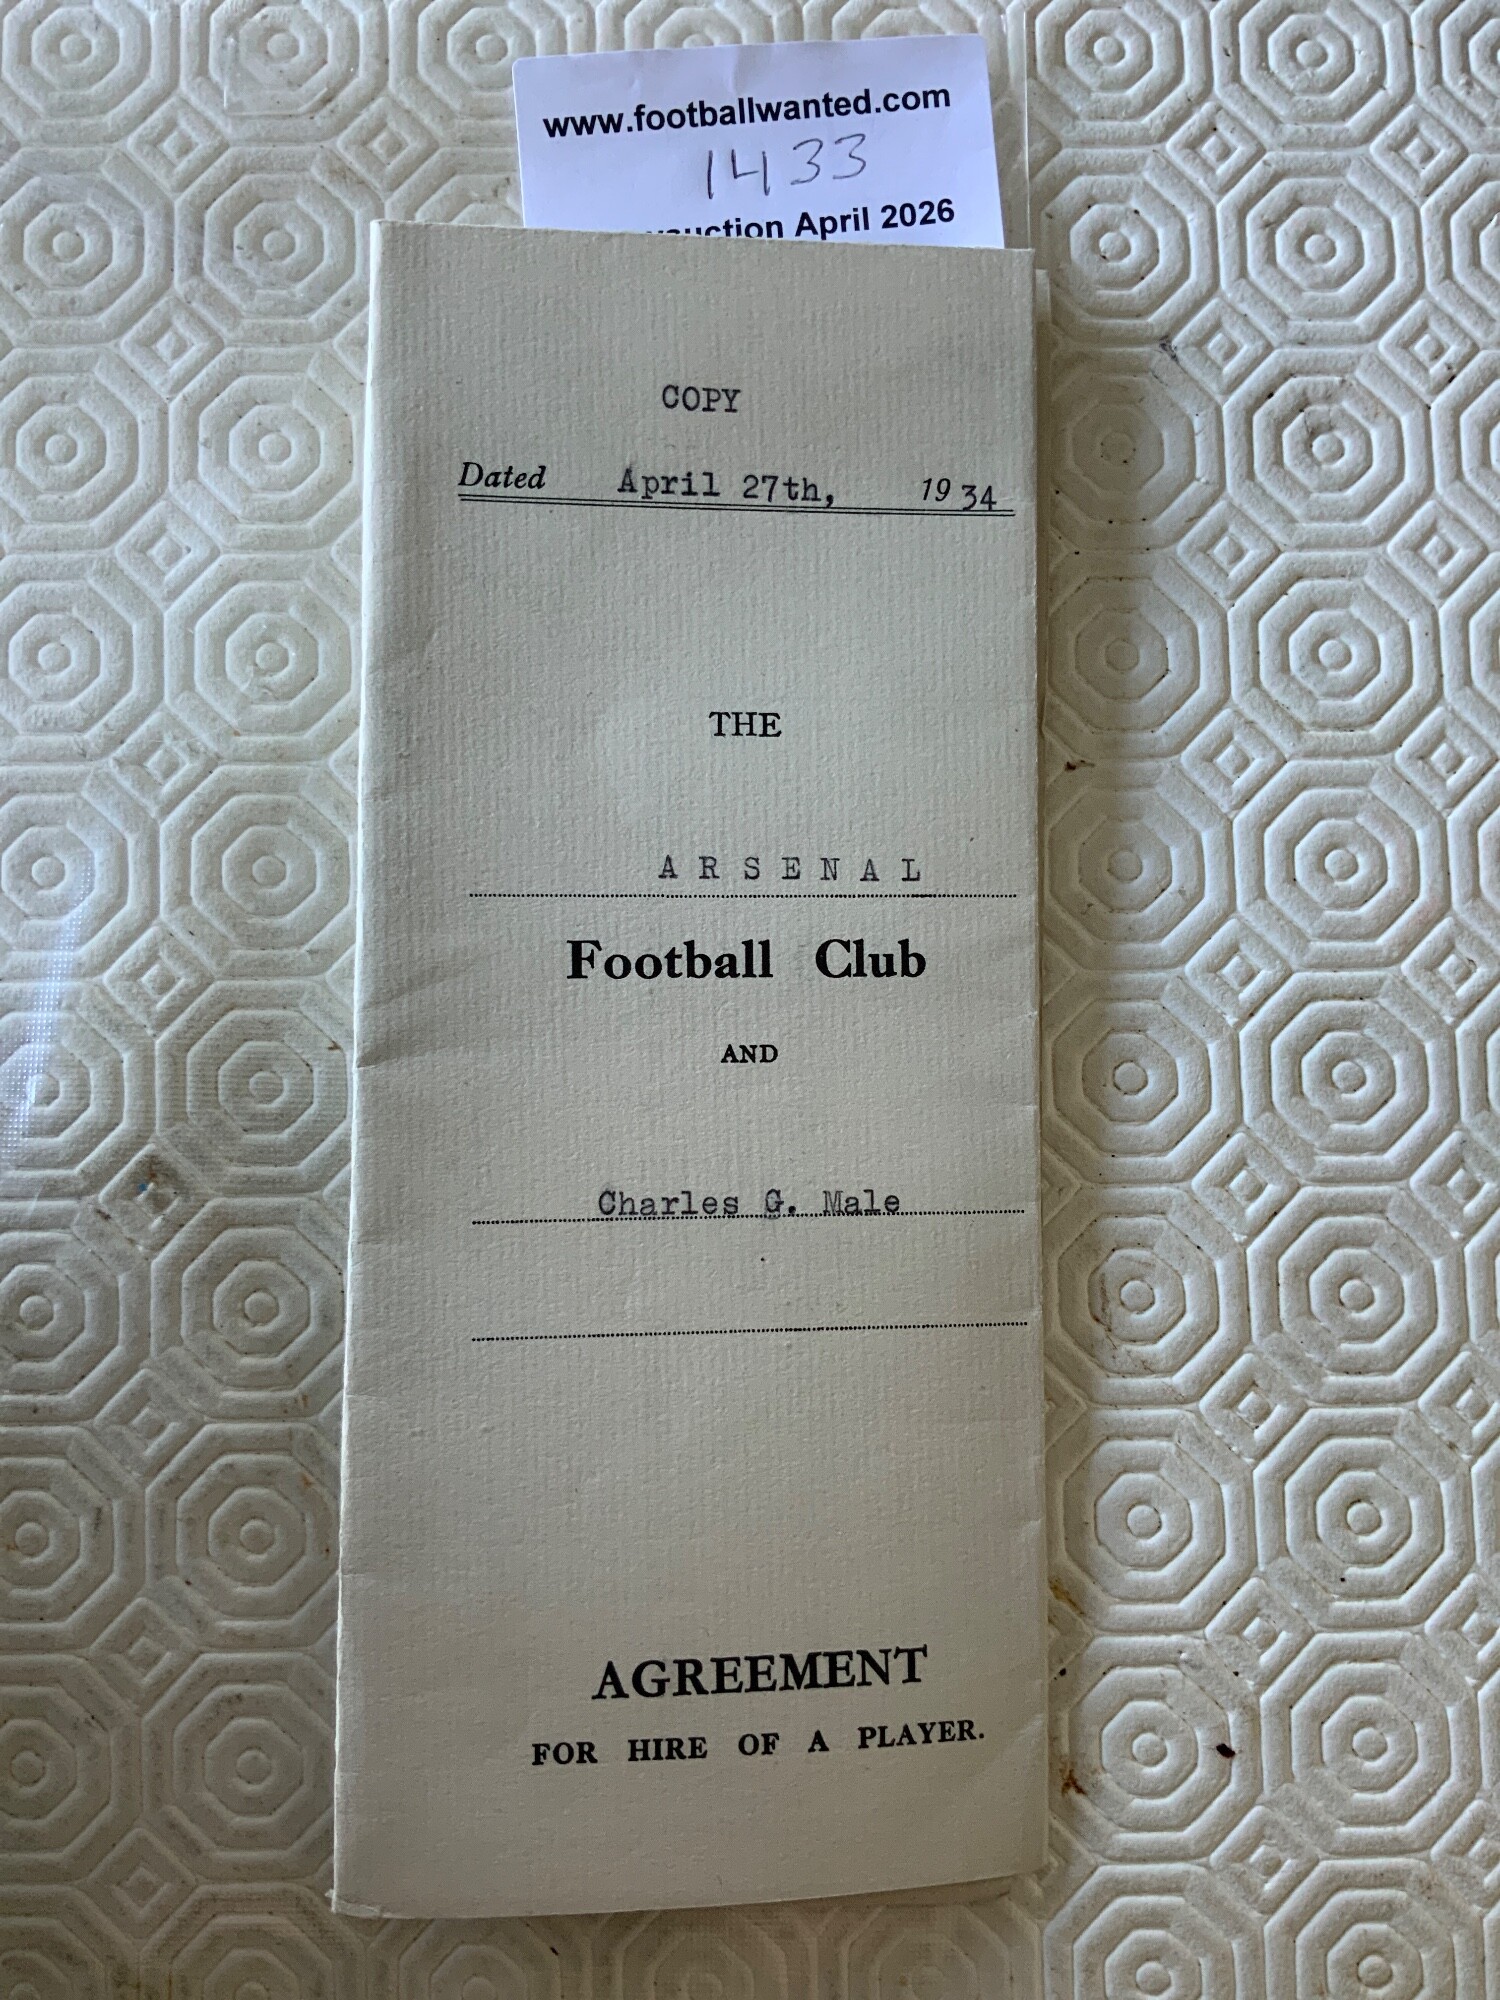 www.footballwanted.com
1433
auction April 2026
COPY
Dated April 27th, 1934
THE
ARSENAL
Football Club
AND
Charles G. Male
AGREEMENT
FOR HIRE OF A PLAYER.